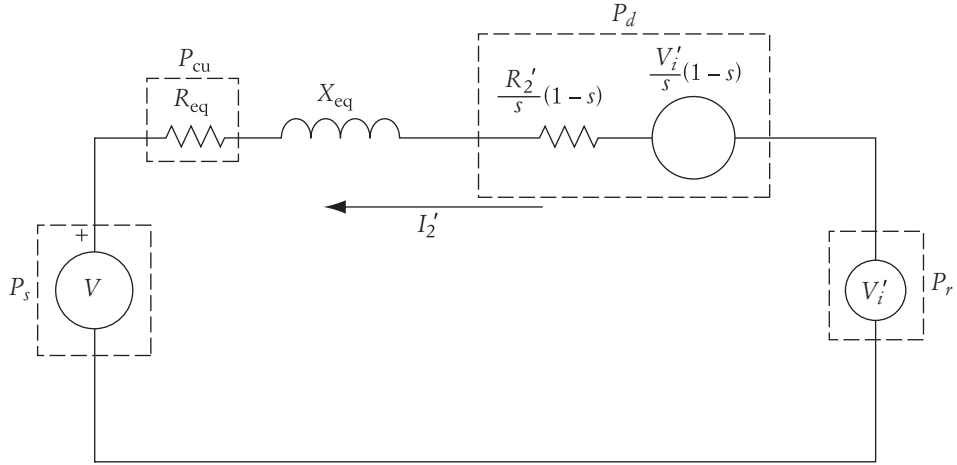 P_d
P_cu
R_eq
X_eq
R_2'/s (1 – s)
V_i'/s (1 – s)
I_2'
+
P_s
V
V_i'
P_r